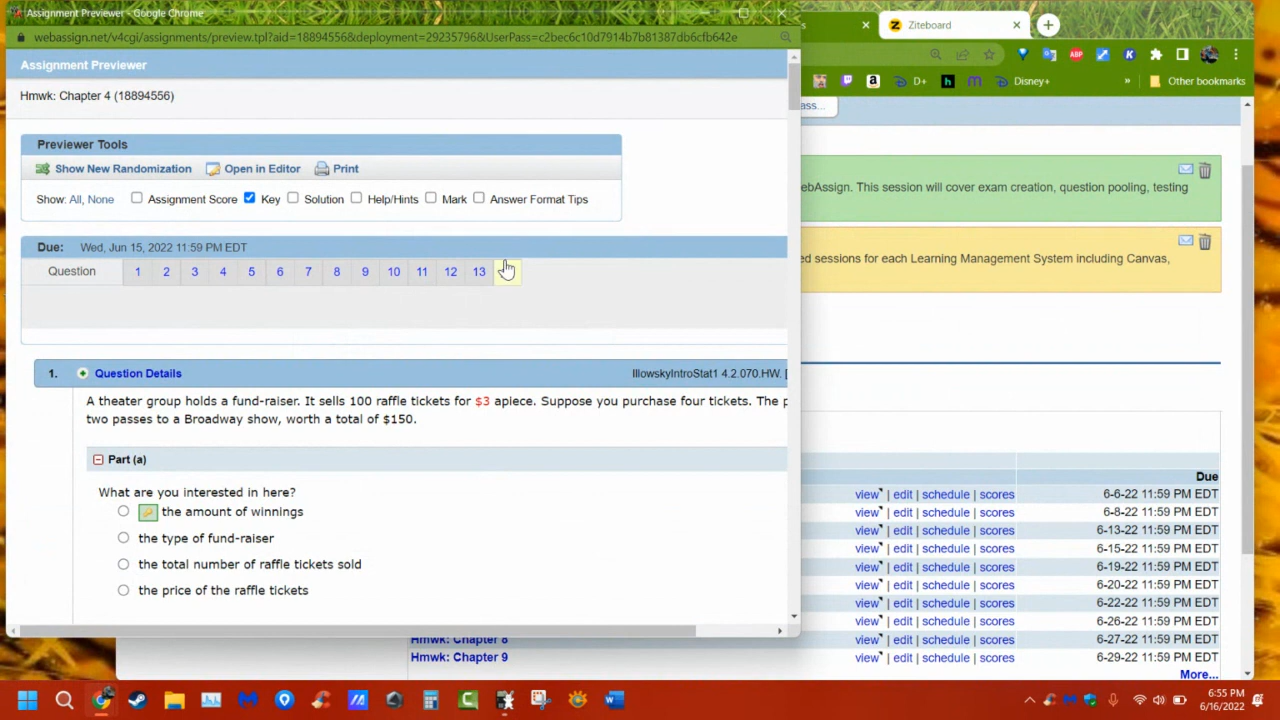 Assignment Previewer - Google Chrome
Ziteboard
webassign.net/v4cgi/assignments/preview.tpl?aid=18894556&deployment=29235796&UserPass=c2bec6c10d7914b7b81387db6cfb642e
ABP
K
D+
Disney+
Other bookmarks
Assignment Previewer
Hmwk: Chapter 4 (18894556)
ass...
Previewer Tools
Show New Randomization Open in Editor Print
Show: All, None Assignment Score Key Solution Help/Hints Mark Answer Format Tips
ebAssign. This session will cover exam creation, question pooling, testing
Due: Wed, Jun 15, 2022 11:59 PM EDT
ed sessions for each Learning Management System including Canvas,
Question 1 2 3 4 5 6 7 8 9 10 11 12 13
1. Question Details IllowskyIntroStat1 4.2.070.HW. [
A theater group holds a fund-raiser. It sells 100 raffle tickets for $3 apiece. Suppose you purchase four tickets. The p
two passes to a Broadway show, worth a total of $150.
Part (a)
What are you interested in here?
the amount of winnings
the type of fund-raiser
the total number of raffle tickets sold
the price of the raffle tickets
Due
view | edit | schedule | scores 6-6-22 11:59 PM EDT
view | edit | schedule | scores 6-8-22 11:59 PM EDT
view | edit | schedule | scores 6-13-22 11:59 PM EDT
view | edit | schedule | scores 6-15-22 11:59 PM EDT
view | edit | schedule | scores 6-19-22 11:59 PM EDT
view | edit | schedule | scores 6-20-22 11:59 PM EDT
view | edit | schedule | scores 6-22-22 11:59 PM EDT
view | edit | schedule | scores 6-26-22 11:59 PM EDT
Hmwk: Chapter 8 view | edit | schedule | scores 6-27-22 11:59 PM EDT
Hmwk: Chapter 9 view | edit | schedule | scores 6-29-22 11:59 PM EDT
More...
6:55 PM
6/16/2022